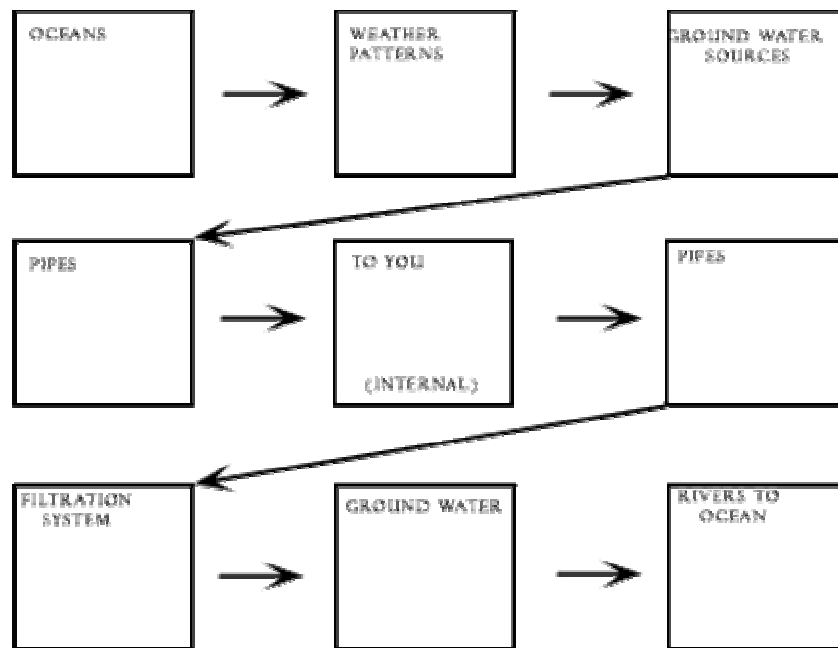 OCEANS
WEATHER
PATTERNS
GROUND WATER
SOURCES
PIPES
TO YOU
(INTERNAL)
PIPES
FILTRATION
SYSTEM
GROUND WATER
RIVERS TO
OCEAN